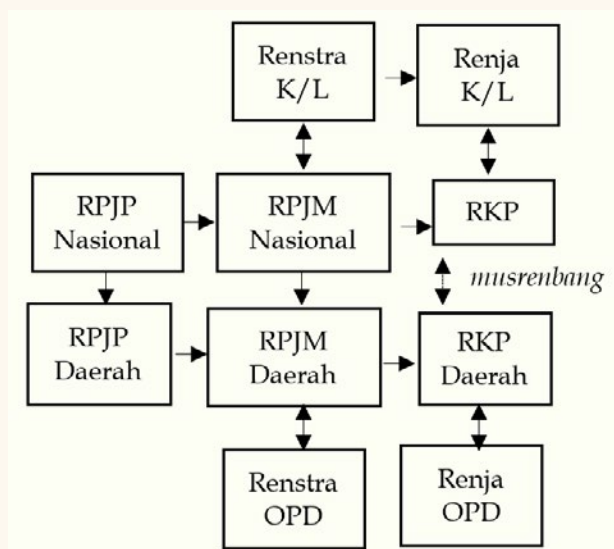 Renstra
K/L
Renja
K/L
RPJP
Nasional
RPJM
Nasional
RKP
musrenbang
RPJP
Daerah
RPJM
Daerah
RKP
Daerah
Renstra
OPD
Renja
OPD